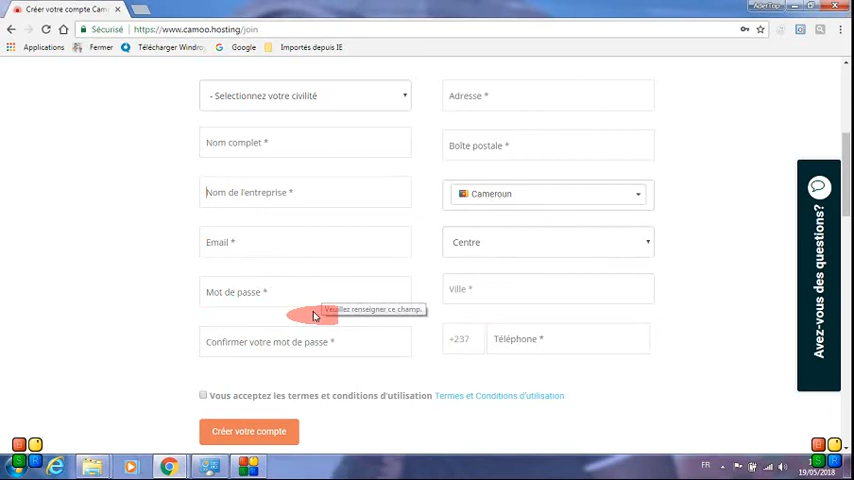 Créer votre compte Cam
AderTop
Sécurisé
https://www.camoo.hosting/join
Applications
Fermer
Télécharger Windro
Google
Importés depuis IE
- Selectionnez votre civilité
Adresse *
Nom complet *
Boîte postale *
Nom de l'entreprise *
Cameroun
Email *
Centre
Mot de passe *
Ville *
Veuillez renseigner ce champ.
Confirmer votre mot de passe *
+237
Téléphone *
Vous acceptez les termes et conditions d'utilisation Termes et Conditions d'utilisation
Créer votre compte
Avez-vous des questions?
FR
19/05/2018